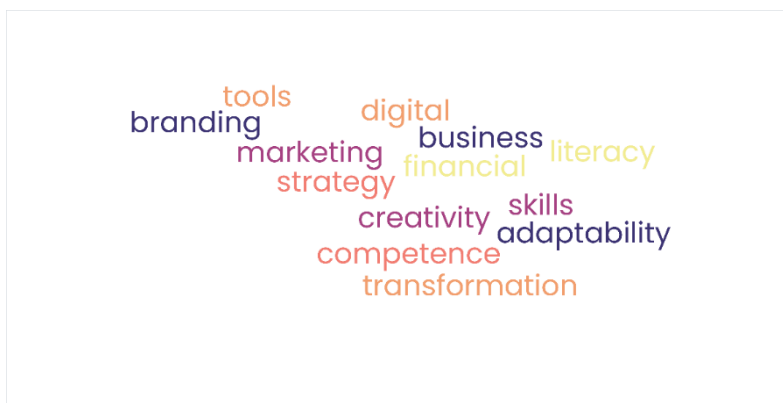 tools
digital
branding
business
marketing
literacy
financial
strategy
skills
creativity
adaptability
competence
transformation